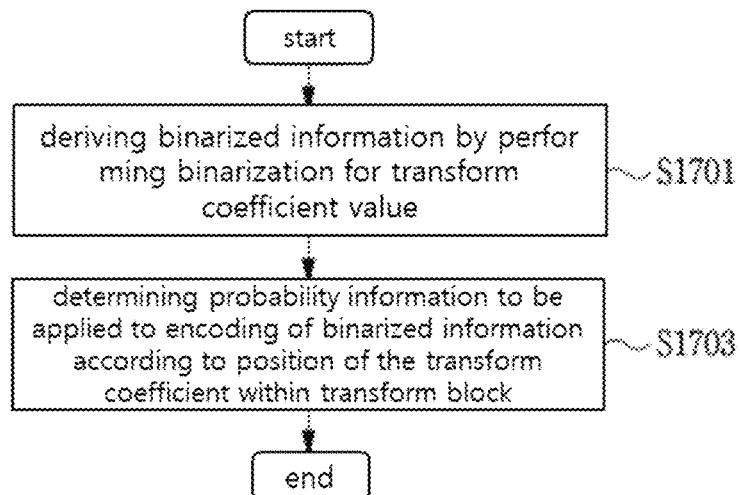 start
deriving binarized information by perfor
ming binarization for transform
coefficient value
S1701
determining probability information to be
applied to encoding of binarized information
according to position of the transform
coefficient within transform block
S1703
end